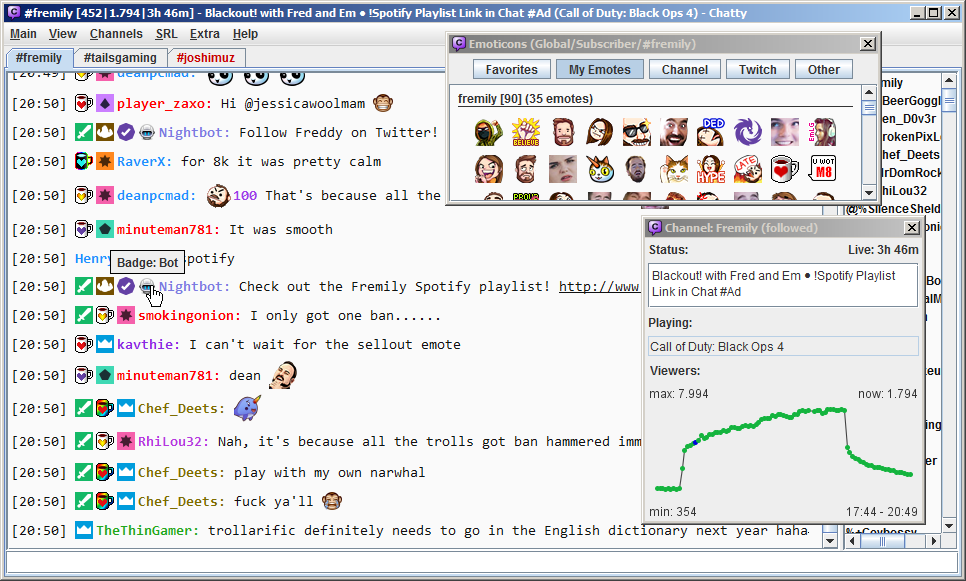 #fremily [452|1.794|3h 46m] - Blackout! with Fred and Em ● !Spotify Playlist Link in Chat #Ad (Call of Duty: Black Ops 4) - Chatty
Main View Channels SRL Extra Help
#fremily #tailsgaming #joshimuz
[20:49] deanpcmad:
[20:50] player_zaxo: Hi @jessicawoolmam
[20:50] Nightbot: Follow Freddy on Twitter!
[20:50] RaverX: for 8k it was pretty calm
[20:50] deanpcmad: 100 That's because all the
[20:50] minuteman781: It was smooth
[20:50] Henry spotify
Badge: Bot
[20:50] Nightbot: Check out the Fremily Spotify playlist! http://www
[20:50] smokingonion: I only got one ban......
[20:50] kavthie: I can't wait for the sellout emote
[20:50] minuteman781: dean
[20:50] Chef_Deets:
[20:50] RhiLou32: Nah, it's because all the trolls got ban hammered imm
[20:50] Chef_Deets: play with my own narwhal
[20:50] Chef_Deets: fuck ya'll
[20:50] TheThinGamer: trollarific definitely needs to go in the English dictionary next year haha
Emoticons (Global/Subscriber/#fremily)
Favorites My Emotes Channel Twitch Other
fremily [90] (35 emotes)
BELIEVE
DED
EmLG
HYPE
LATE
U WOT
M8
PROUD
emily
BeerGoggl
en_D0v3r
rokenPixL
hef_Deets
rDomRock
hiLou32
@%SilenceSheld
Channel: Fremily (followed)
Status: Live: 3h 46m
Blackout! with Fred and Em ● !Spotify Playlist
Link in Chat #Ad
Playing:
Call of Duty: Black Ops 4
Viewers:
max: 7.994 now: 1.794
min: 354 17:44 - 20:49
%+Cowbossy